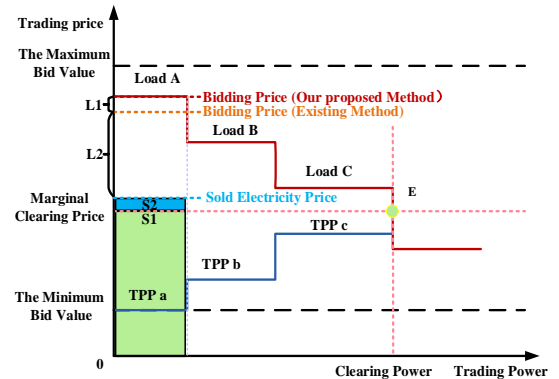 Trading price
The Maximum
Bid Value
Load A
L1
Bidding Price (Our proposed Method）
Bidding Price (Existing Method)
Load B
L2
Load C
E
Sold Electricity Price
Marginal
Clearing Price
S2
S1
TPP c
TPP b
TPP a
The Minimum
Bid Value
0
Clearing Power
Trading Power